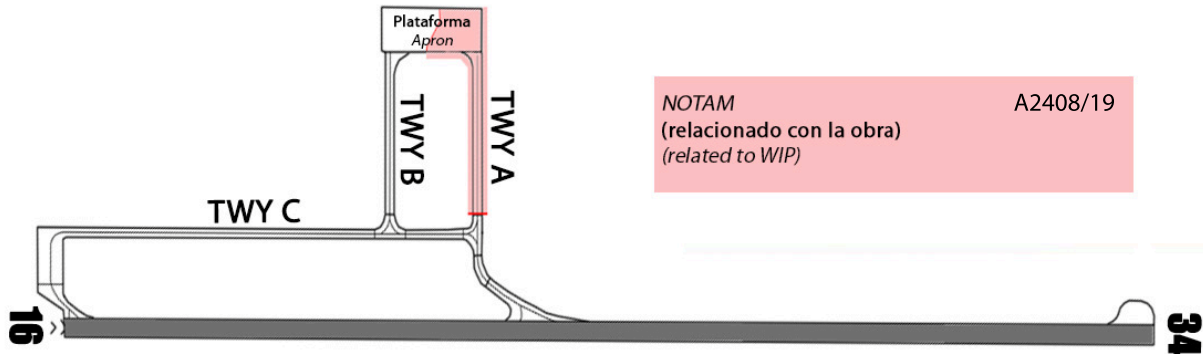 Plataforma
Apron
NOTAM A2408/19
(relacionado con la obra)
(related to WIP)
TWY B
TWY A
TWY C
16
34